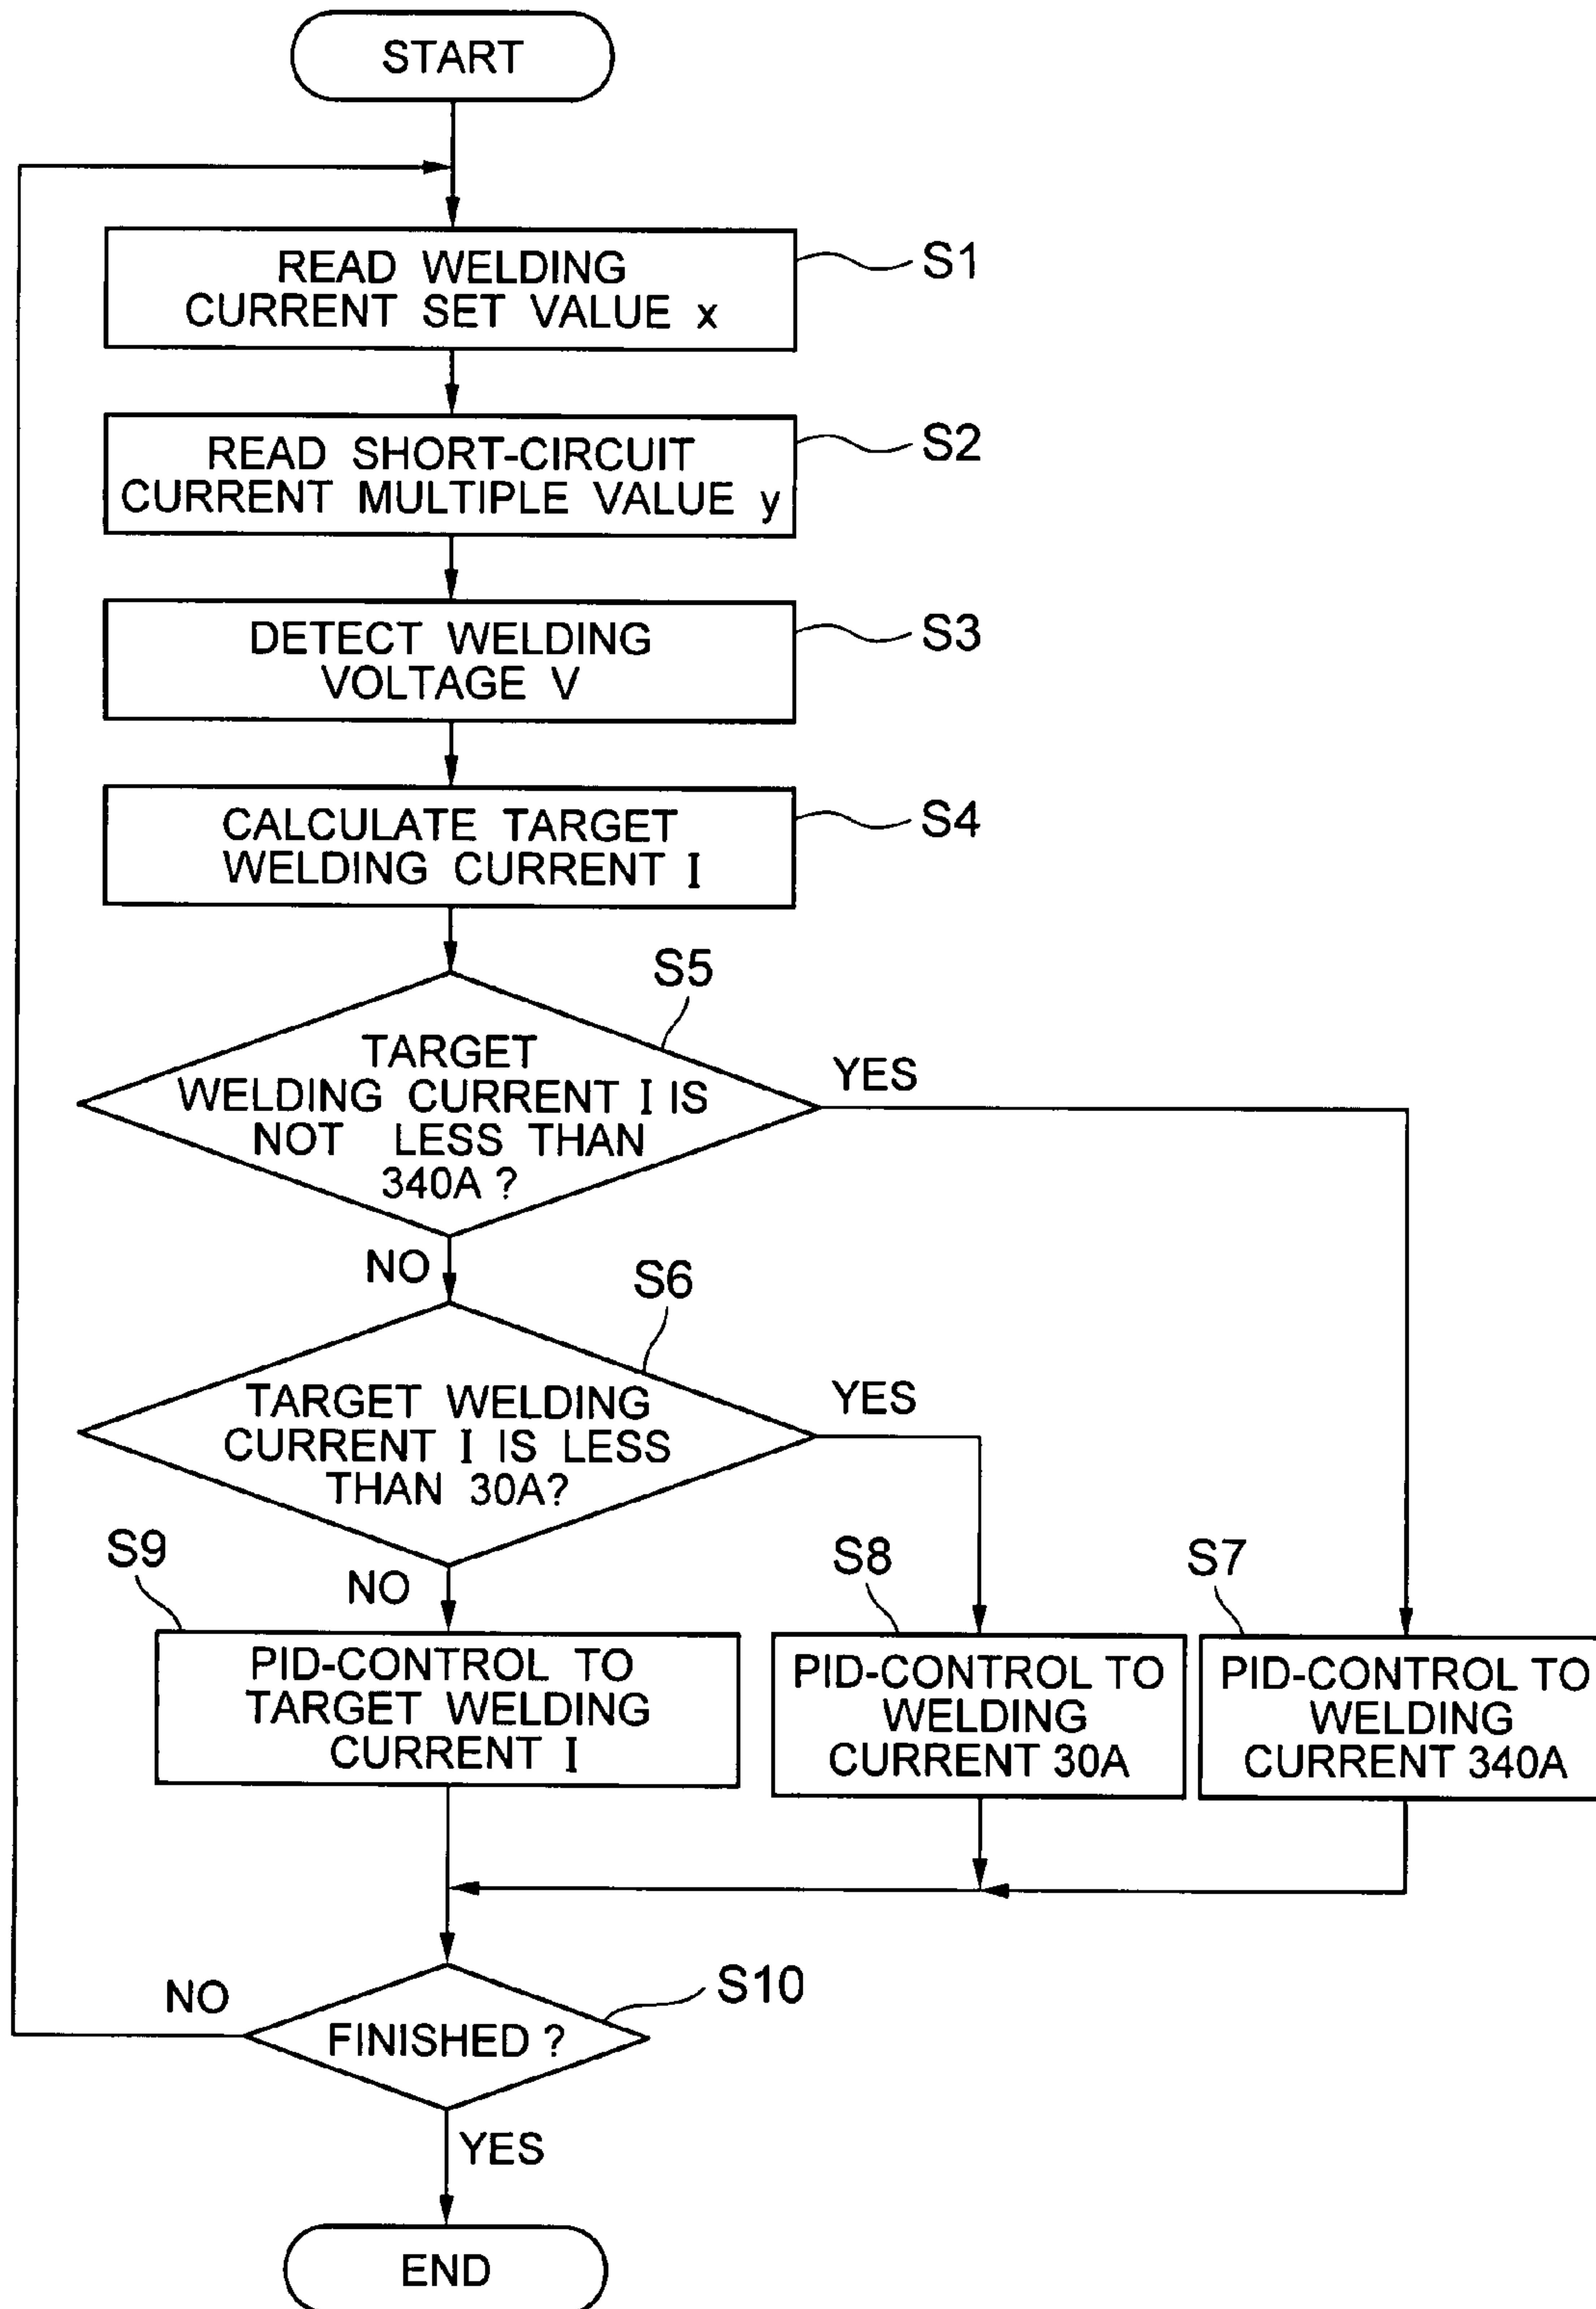 START
READ WELDING
CURRENT SET VALUE x
S1
READ SHORT-CIRCUIT
CURRENT MULTIPLE VALUE y
S2
DETECT WELDING
VOLTAGE V
S3
CALCULATE TARGET
WELDING CURRENT I
S4
S5
TARGET
WELDING CURRENT I IS
NOT LESS THAN
340A ?
YES
NO
S6
TARGET WELDING
CURRENT I IS LESS
THAN 30A?
YES
NO
S9
PID-CONTROL TO
TARGET WELDING
CURRENT I
S8
PID-CONTROL TO
WELDING
CURRENT 30A
S7
PID-CONTROL TO
WELDING
CURRENT 340A
S10
FINISHED ?
NO
YES
END